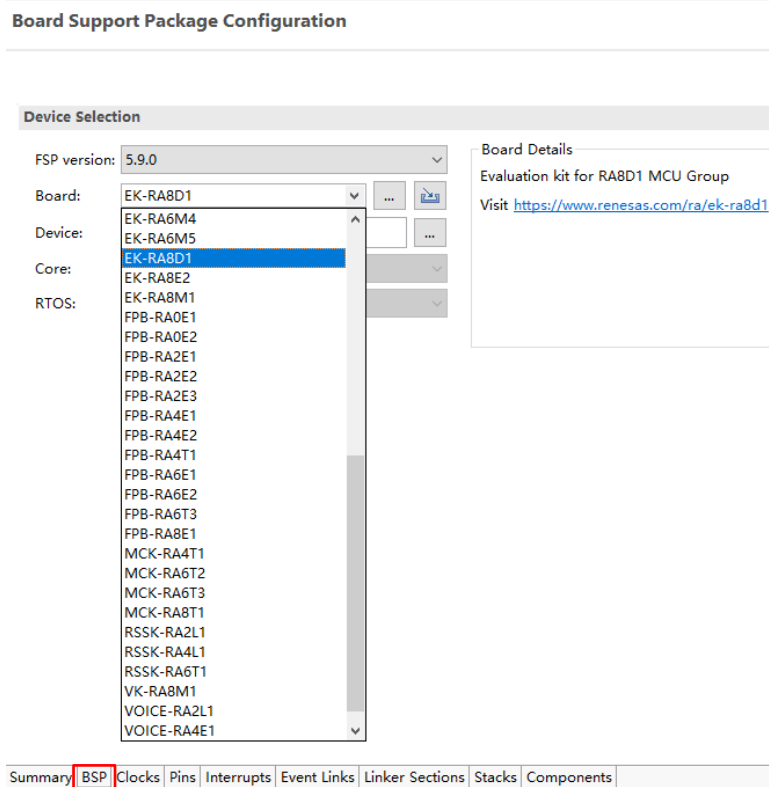 Board Support Package Configuration
Device Selection
FSP version: 5.9.0
Board: EK-RA8D1 ...
Device: ...
Core:
RTOS:
EK-RA6M4
EK-RA6M5
EK-RA8D1
EK-RA8E2
EK-RA8M1
FPB-RA0E1
FPB-RA0E2
FPB-RA2E1
FPB-RA2E2
FPB-RA2E3
FPB-RA4E1
FPB-RA4E2
FPB-RA4T1
FPB-RA6E1
FPB-RA6E2
FPB-RA6T3
FPB-RA8E1
MCK-RA4T1
MCK-RA6T2
MCK-RA6T3
MCK-RA8T1
RSSK-RA2L1
RSSK-RA4L1
RSSK-RA6T1
VK-RA8M1
VOICE-RA2L1
VOICE-RA4E1
Board Details
Evaluation kit for RA8D1 MCU Group
Visit https://www.renesas.com/ra/ek-ra8d1
Summary BSP Clocks Pins Interrupts Event Links Linker Sections Stacks Components